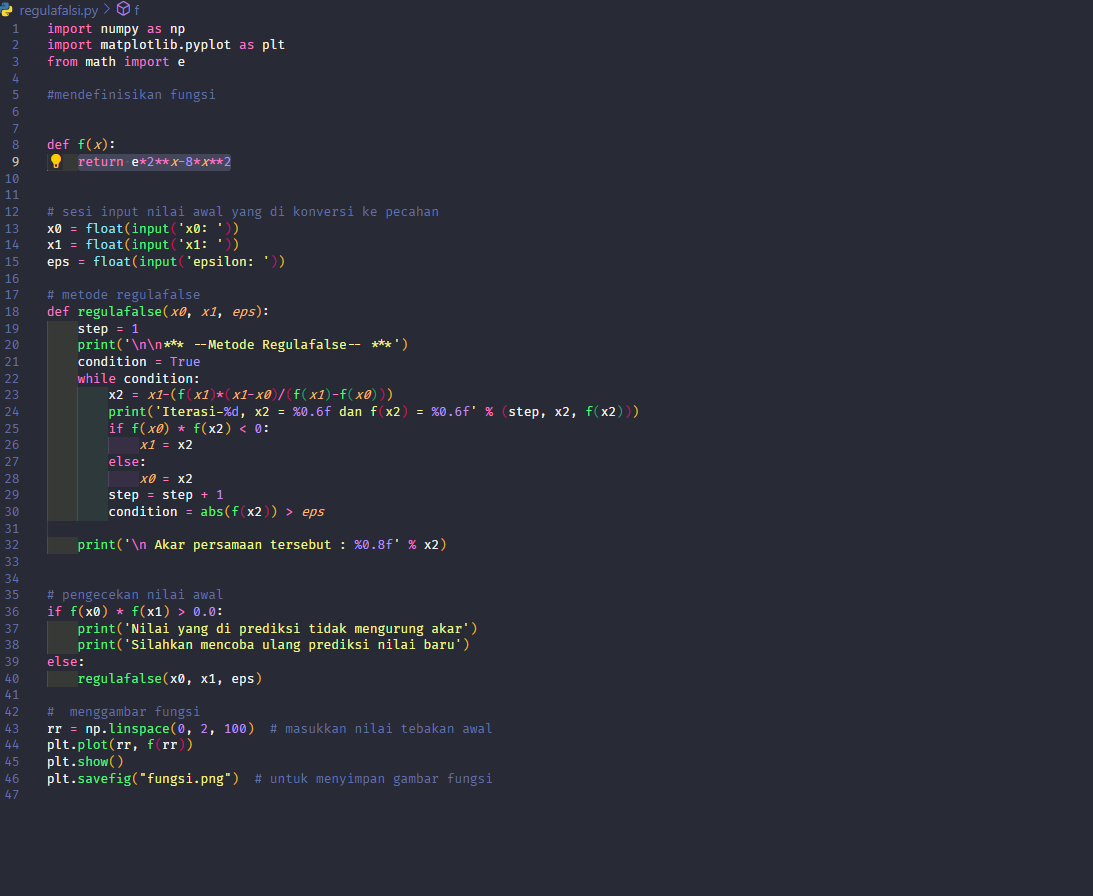 regulafalsi.py > f
1 import numpy as np
2 import matplotlib.pyplot as plt
3 from math import e
4
5 #mendefinisikan fungsi
6
7
8 def f(x):
9     return e*2**x-8*x**2
10
11
12 # sesi input nilai awal yang di konversi ke pecahan
13 x0 = float(input('x0: '))
14 x1 = float(input('x1: '))
15 eps = float(input('epsilon: '))
16
17 # metode regulafalse
18 def regulafalse(x0, x1, eps):
19     step = 1
20     print('\n\n*** --Metode Regulafalse-- ***')
21     condition = True
22     while condition:
23         x2 = x1-(f(x1)*(x1-x0)/(f(x1)-f(x0)))
24         print('Iterasi-%d, x2 = %0.6f dan f(x2) = %0.6f' % (step, x2, f(x2)))
25         if f(x0) * f(x2) < 0:
26             x1 = x2
27         else:
28             x0 = x2
29         step = step + 1
30         condition = abs(f(x2)) > eps
31
32     print('\n Akar persamaan tersebut : %0.8f' % x2)
33
34
35 # pengecekan nilai awal
36 if f(x0) * f(x1) > 0.0:
37     print('Nilai yang di prediksi tidak mengurung akar')
38     print('Silahkan mencoba ulang prediksi nilai baru')
39 else:
40     regulafalse(x0, x1, eps)
41
42 #  menggambar fungsi
43 rr = np.linspace(0, 2, 100)  # masukkan nilai tebakan awal
44 plt.plot(rr, f(rr))
45 plt.show()
46 plt.savefig("fungsi.png")  # untuk menyimpan gambar fungsi
47